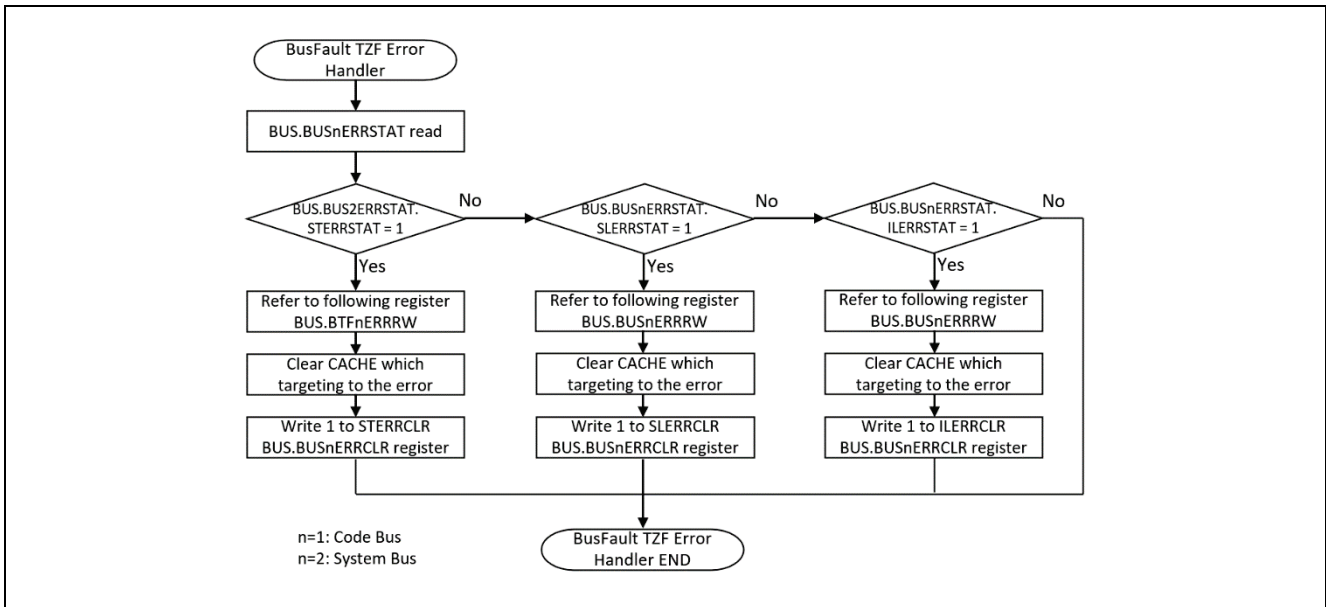 BusFault TZF Error
Handler
BUS.BUSnERRSTAT read
BUS.BUS2ERRSTAT.
STERRSTAT = 1
No
BUS.BUSnERRSTAT.
SLERRSTAT = 1
No
BUS.BUSnERRSTAT.
ILERRSTAT = 1
No
Yes
Yes
Yes
Refer to following register
BUS.BTFnERRRW
Refer to following register
BUS.BUSnERRRW
Refer to following register
BUS.BUSnERRRW
Clear CACHE which
targeting to the error
Clear CACHE which
targeting to the error
Clear CACHE which
targeting to the error
Write 1 to STERRCLR
BUS.BUSnERRCLR register
Write 1 to SLERRCLR
BUS.BUSnERRCLR register
Write 1 to ILERRCLR
BUS.BUSnERRCLR register
n=1: Code Bus
n=2: System Bus
BusFault TZF Error
Handler END